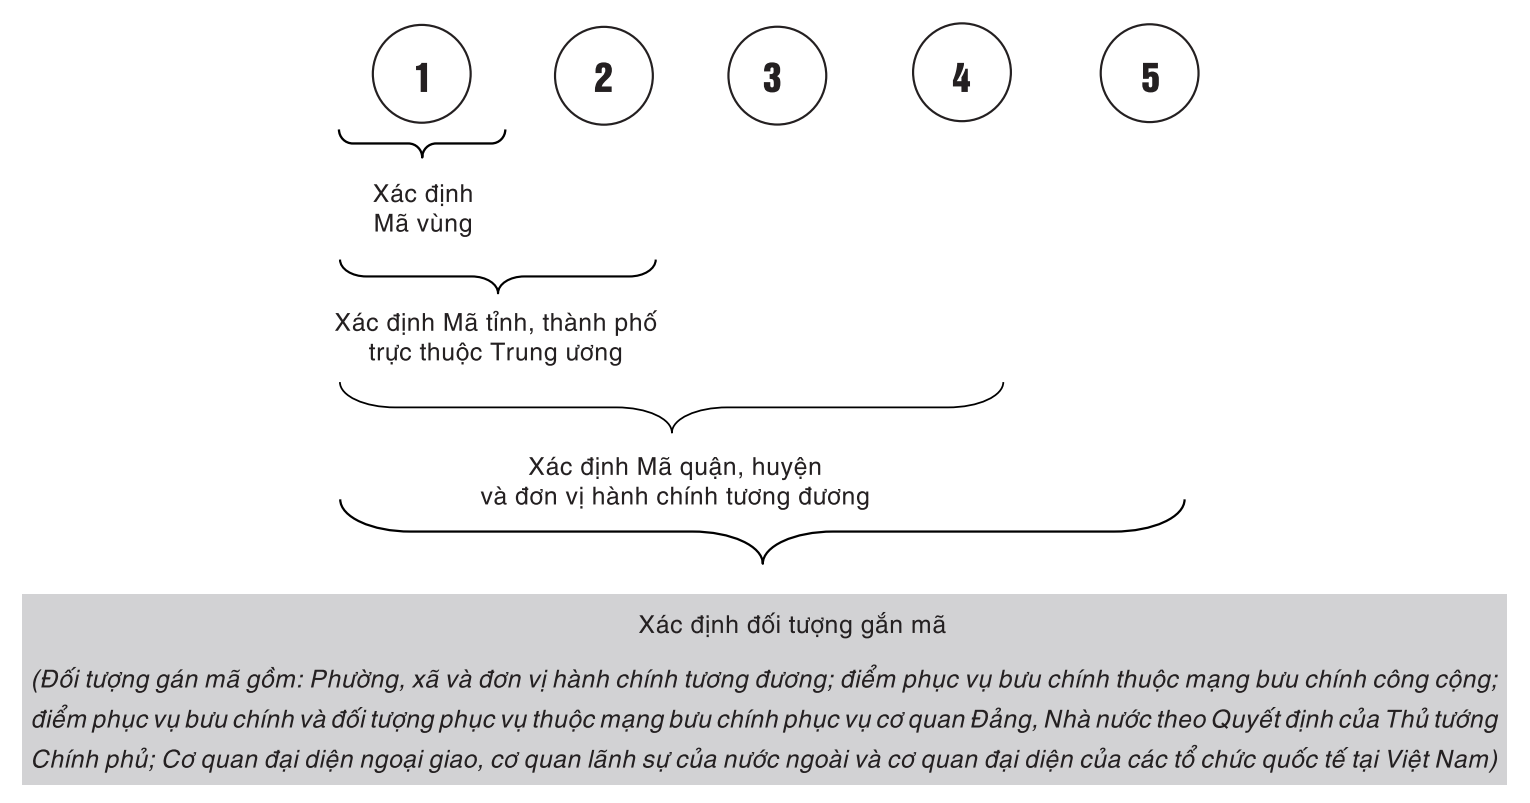 1 2 3 4 5
Xác định
Mã vùng
Xác định Mã tỉnh, thành phố
trực thuộc Trung ương
Xác định Mã quận, huyện
và đơn vị hành chính tương đương
Xác định đối tượng gắn mã
(Đối tượng gán mã gồm: Phường, xã và đơn vị hành chính tương đương; điểm phục vụ bưu chính thuộc mạng bưu chính công cộng;
điểm phục vụ bưu chính và đối tượng phục vụ thuộc mạng bưu chính phục vụ cơ quan Đảng, Nhà nước theo Quyết định của Thủ tướng
Chính phủ; Cơ quan đại diện ngoại giao, cơ quan lãnh sự của nước ngoài và cơ quan đại diện của các tổ chức quốc tế tại Việt Nam)